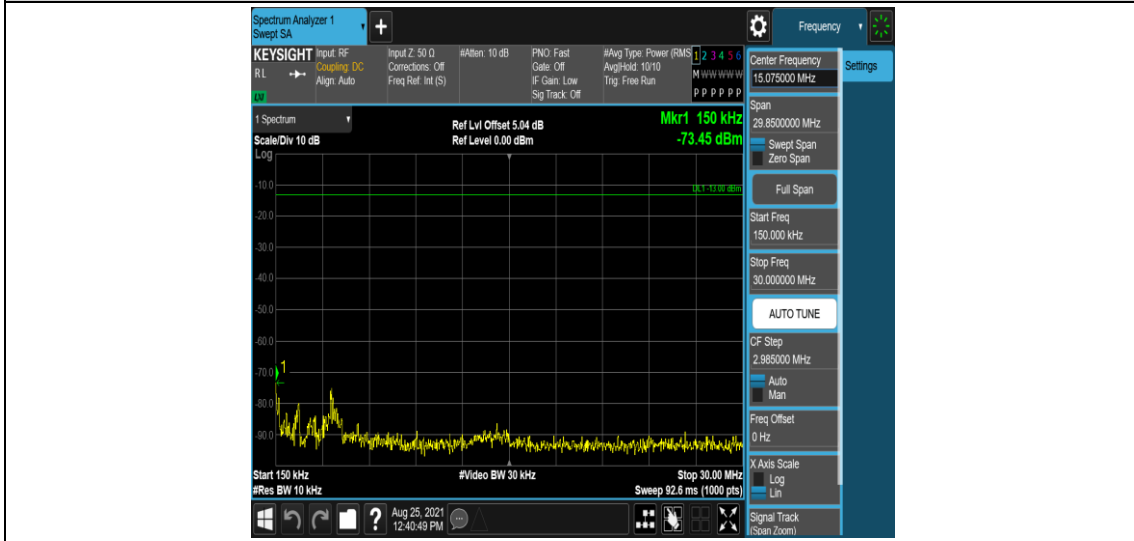 Spectrum Analyzer 1
Swept SA
+
Frequency
KEYSIGHT
RL
LNI
Input: RF
Coupling: DC
Align: Auto
Input Z: 50 Ω
Corrections: Off
Freq Ref: Int (S)
#Atten: 10 dB
PNO: Fast
Gate: Off
IF Gain: Low
Sig Track: Off
#Avg Type: Power (RMS
Avg|Hold: 10/10
Trig: Free Run
1 2 3 4 5 6
M W W W W W
P P P P P P
Center Frequency
15.075000 MHz
Settings
Span
29.8500000 MHz
Swept Span
Zero Span
Full Span
Start Freq
150.000 kHz
Stop Freq
30.000000 MHz
AUTO TUNE
CF Step
2.985000 MHz
Auto
Man
Freq Offset
0 Hz
X Axis Scale
Log
Lin
Signal Track
(Span Zoom)
1 Spectrum
Scale/Div 10 dB
Log
Ref Lvl Offset 5.04 dB
Ref Level 0.00 dBm
Mkr1 150 kHz
-73.45 dBm
DL1 -13.00 dBm
-10.0
-20.0
-30.0
-40.0
-50.0
-60.0
-70.0
-80.0
-90.0
1
Start 150 kHz
#Res BW 10 kHz
#Video BW 30 kHz
Stop 30.00 MHz
Sweep 92.6 ms (1000 pts)
?
Aug 25, 2021
12:40:49 PM